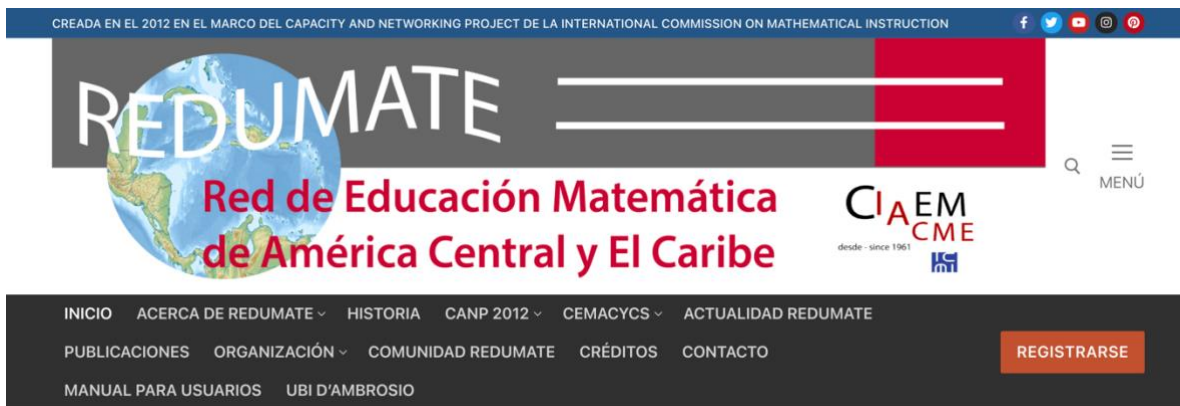 CREADA EN EL 2012 EN EL MARCO DEL CAPACITY AND NETWORKING PROJECT DE LA INTERNATIONAL COMMISSION ON MATHEMATICAL INSTRUCTION
REDUMATE
Red de Educación Matemática
de América Central y El Caribe
CIAEM
ACME
desde - since 1961
MENÚ
INICIO ACERCA DE REDUMATE HISTORIA CANP 2012 CEMACYCS ACTUALIDAD REDUMATE
PUBLICACIONES ORGANIZACIÓN COMUNIDAD REDUMATE CRÉDITOS CONTACTO
MANUAL PARA USUARIOS UBI D'AMBROSIO
REGISTRARSE